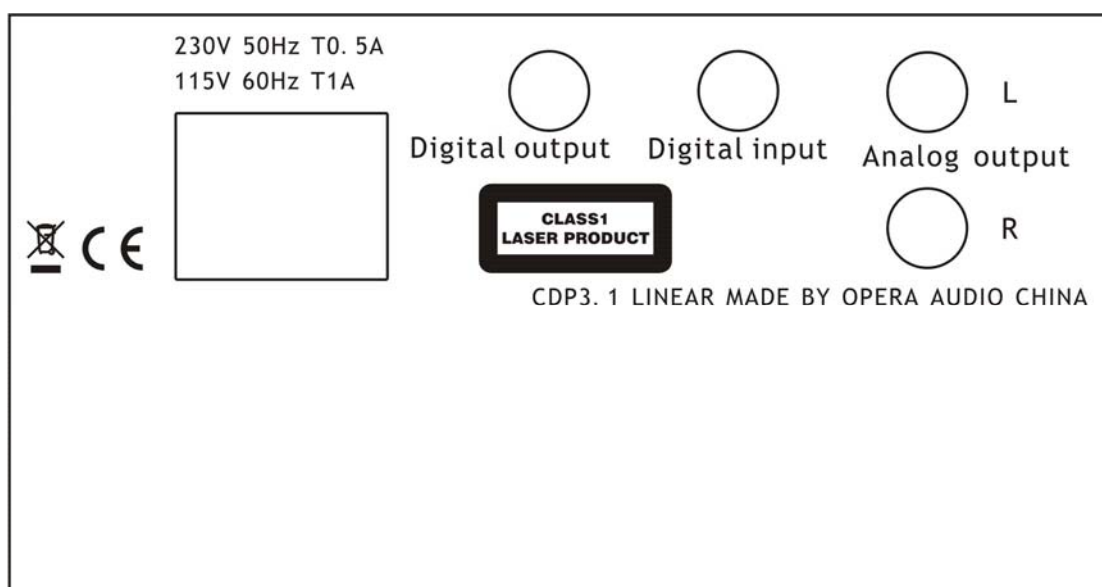 230V 50Hz T0. 5A
115V 60Hz T1A
Digital output
Digital input
L
Analog output
CLASS1
LASER PRODUCT
R
CE
CDP3. 1 LINEAR MADE BY OPERA AUDIO CHINA